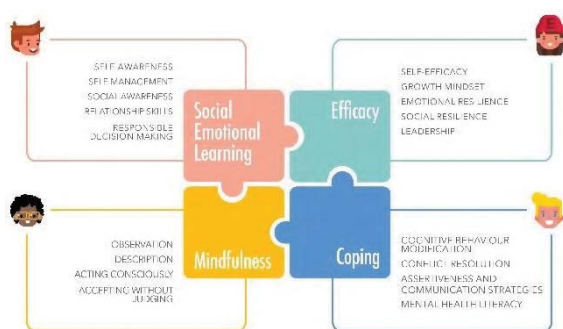 SELF AWARENESS
SELF MANAGEMENT
SOCIAL AWARENESS
RELATIONSHIP SKILLS
RESPONSIBLE
DECISION MAKING
Social
Emotional
Learning
Efficacy
SELF-EFFICACY
GROWTH MINDSET
EMOTIONAL RESILIENCE
SOCIAL RESILIENCE
LEADERSHIP
OBSERVATION
DESCRIPTION
ACTING CONSCIOUSLY
ACCEPTING WITHOUT
JUDGING
Mindfulness
Coping
COGNITIVE BEHAVIOUR
MODIFICATION
CONFLICT RESOLUTION
ASSERTIVENESS AND
COMMUNICATION STRATEGIES
MENTAL HEALTH LITERACY
E